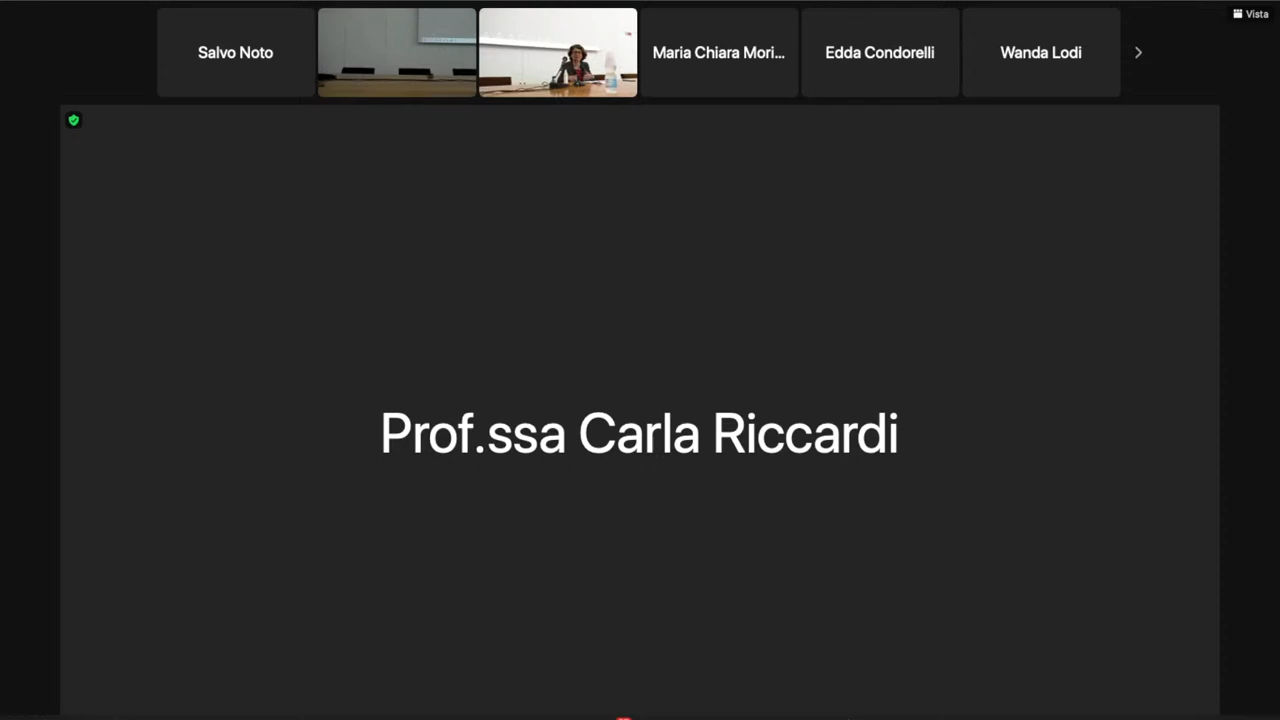 Vista
Salvo Noto
Maria Chiara Mori...
Edda Condorelli
Wanda Lodi
Prof.ssa Carla Riccardi